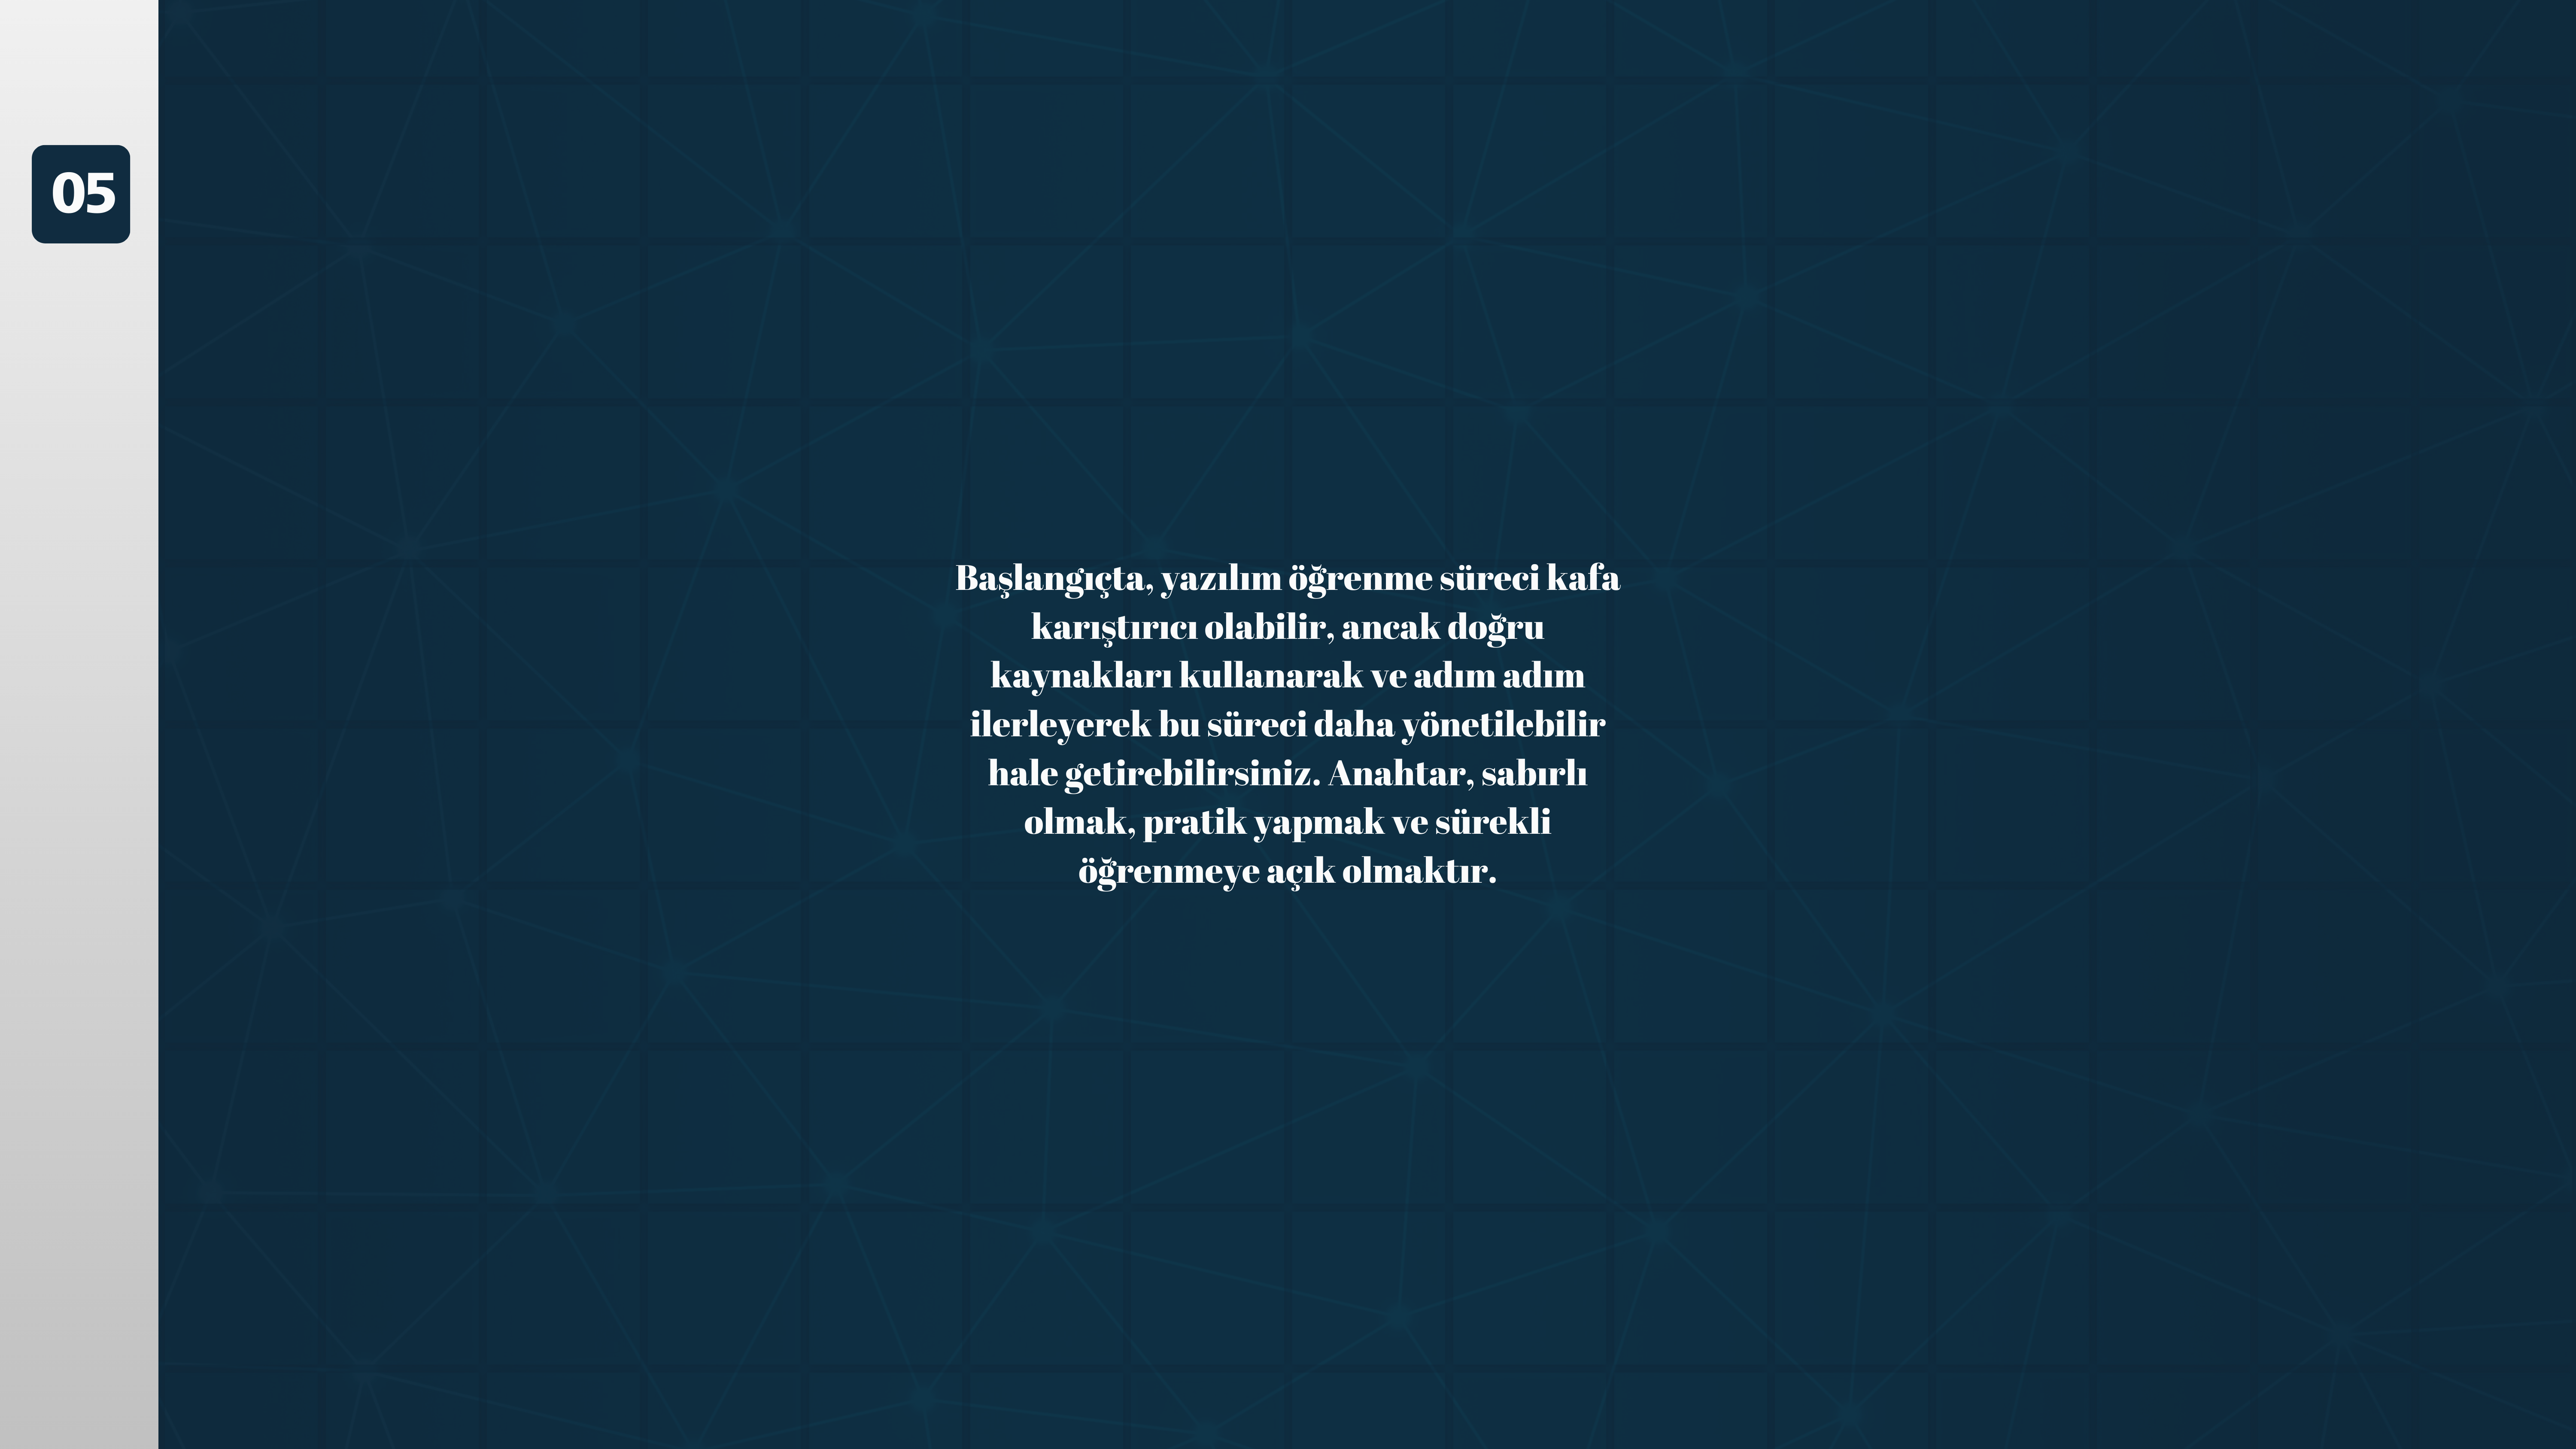 05
Başlangıçta, yazılım öğrenme süreci kafa
karıştırıcı olabilir, ancak doğru
kaynakları kullanarak ve adım adım
ilerleyerek bu süreci daha yönetilebilir
hale getirebilirsiniz. Anahtar, sabırlı
olmak, pratik yapmak ve sürekli
öğrenmeye açık olmaktır.